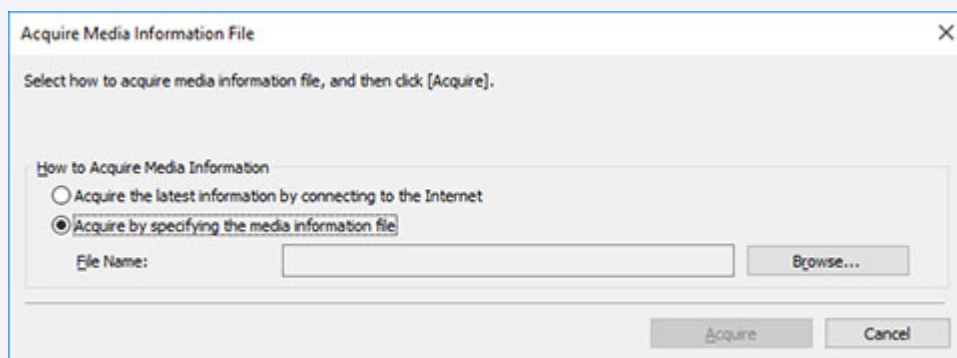 Acquire Media Information File
Select how to acquire media information file, and then click [Acquire].
How to Acquire Media Information
Acquire the latest information by connecting to the Internet
Acquire by specifying the media information file
File Name: Browse...
Acquire Cancel